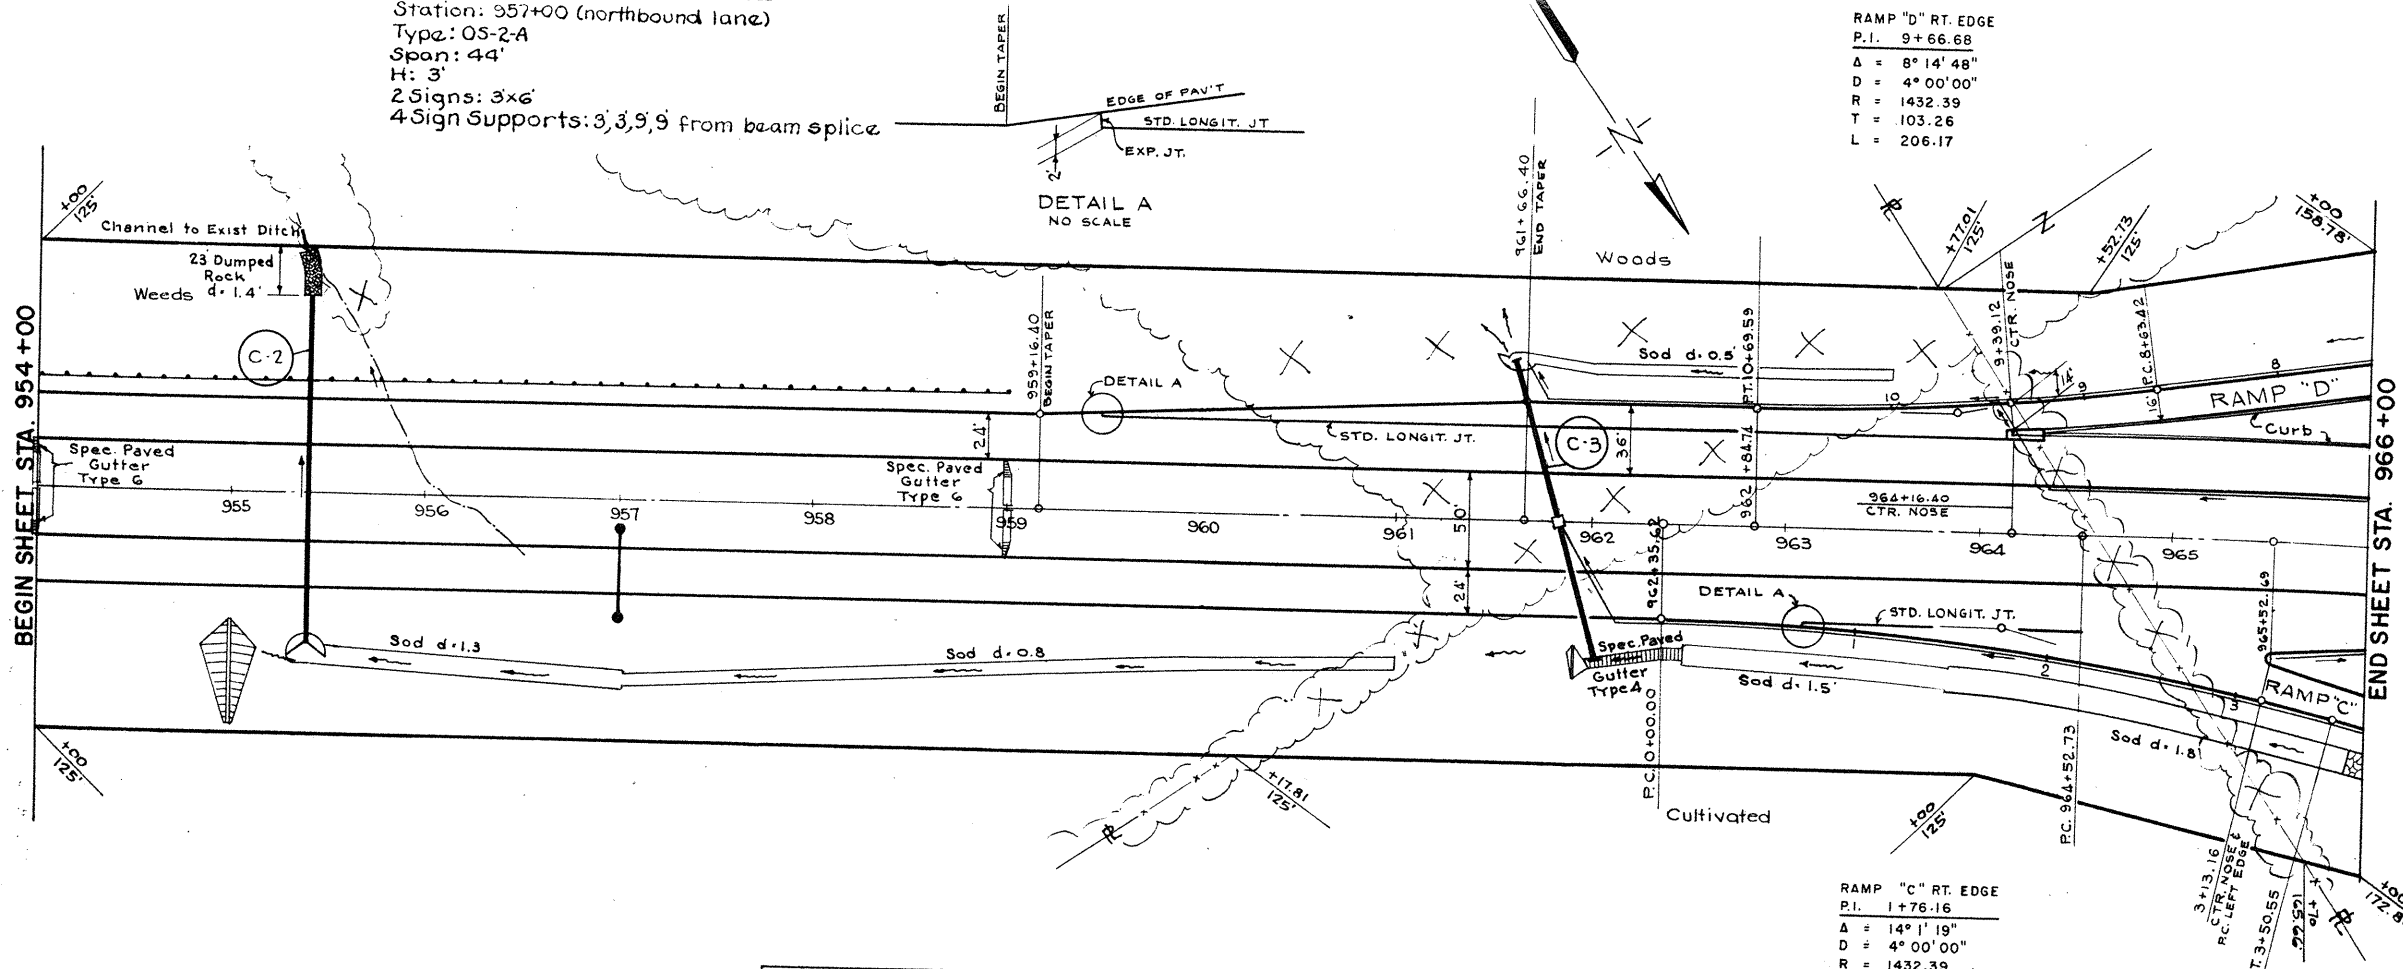 Station: 957+00 (northbound lane)
Type: OS-2-A
Span: 44'
H: 3'
2 Signs: 3'x6'
4 Sign Supports: 3',3',9',9' from beam splice
BEGIN TAPER
EDGE OF PAV'T
STD. LONGIT. JT
EXP. JT.
2'
DETAIL A
NO SCALE
N
RAMP "D" RT. EDGE
P.I. 9+66.68
Δ = 8° 14' 48"
D = 4° 00' 00"
R = 1432.39
T = 103.26
L = 206.17
BEGIN SHEET STA. 954+00
+00
125'
Channel to Exist Ditch
23' Dumped
Rock
d= 1.4'
Weeds
C-2
Spec. Paved
Gutter
Type G
955
956
957
958
959
960
961
962
963
964
965
24'
Spec. Paved
Gutter
Type G
959+16.40
BEGIN TAPER
DETAIL A
STD. LONGIT. JT.
961+66.40
END TAPER
Woods
Sod d= 0.5'
C-3
36'
50'
24'
P.T. 10+69.59
962+84.74
10
9
8
+77.01
125'
N
+52.73
125'
+00
158.78'
9+39.12
CTR. NOSE
14'
16'
P.C. 8+63.42
RAMP "D"
Curb
964+16.40
CTR. NOSE
END SHEET STA. 966+00
Sod d= 1.3
Sod d= 0.8
+00
125'
+17.81
125'
962+35.62
P.C. 0+00.00
Spec. Paved
Gutter
Type 4
DETAIL A
STD. LONGIT. JT.
1
2
3
Sod d= 1.5'
Sod d= 1.8'
Cultivated
P.C. 964+52.73
965+52.69
RAMP "C"
+00
125'
3+13.16
CTR. NOSE &
P.C. LEFT EDGE
T. 3+50.55
+70
165.66'
+00
172.8
RAMP "C" RT. EDGE
P.I. 1+76.16
Δ = 14° 1' 19"
D = 4° 00' 00"
R = 1432.39